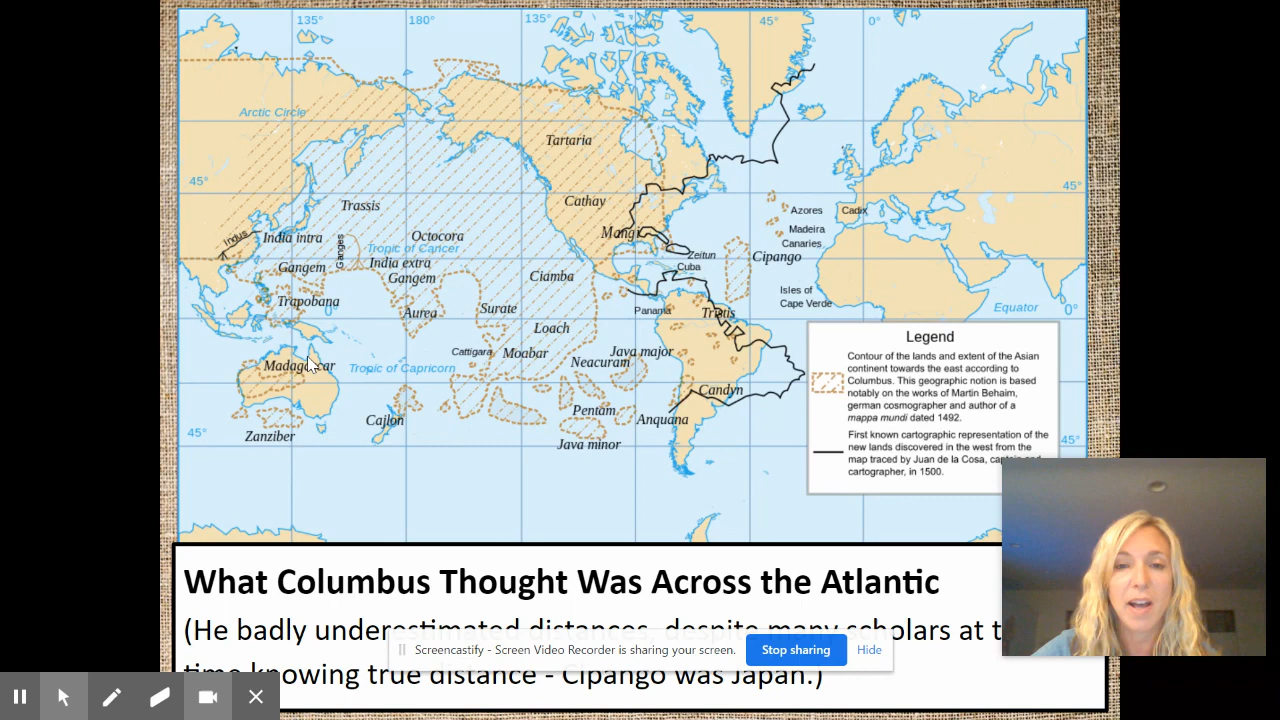 135° 180° 135° 45° 0°
Arctic Circle
Tartaria
45° 45°
Trassis Cathay
Azores Cadix
Indus India intra Ganges Octocora Mangi Madeira
Tropic of Cancer Zeitun Canaries
India extra Cuba Cipango
Gangem Gangem Ciamba
Isles of
Cape Verde
Trapobana 0° Aurea Surate Panama Tristis Equator 0°
Loach
Cattigara Moabar Neacuram Java major
Madagascar Tropic of Capricorn
Candyn
Cajlon Pentam Anquana
45° Zanziber Java minor 45°
Legend
Contour of the lands and extent of the Asian
continent towards the east according to
Columbus. This geographic notion is based
notably on the works of Martin Behaim,
german cosmographer and author of a
mappa mundi dated 1492.
First known cartographic representation of the
new lands discovered in the west from the
map traced by Juan de la Cosa, captain and
cartographer, in 1500.
What Columbus Thought Was Across the Atlantic
(He badly underestimated distances, despite many scholars at t
time knowing true distance - Cipango was Japan.)
Screencastify - Screen Video Recorder is sharing your screen. Stop sharing Hide